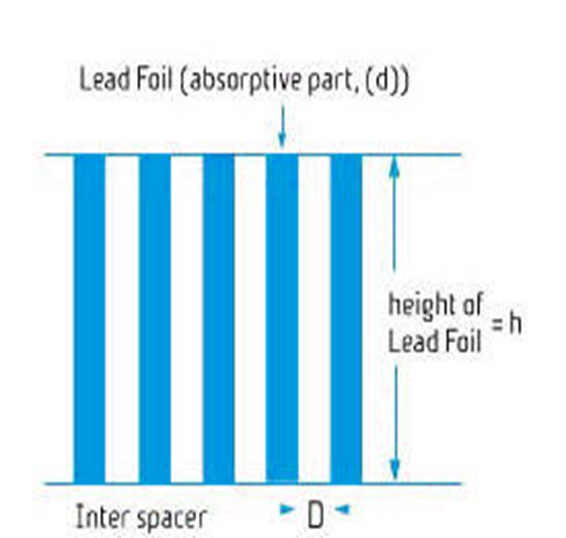 Lead Foil (absorptive part, (d))
height of
Lead Foil
= h
Inter spacer
D